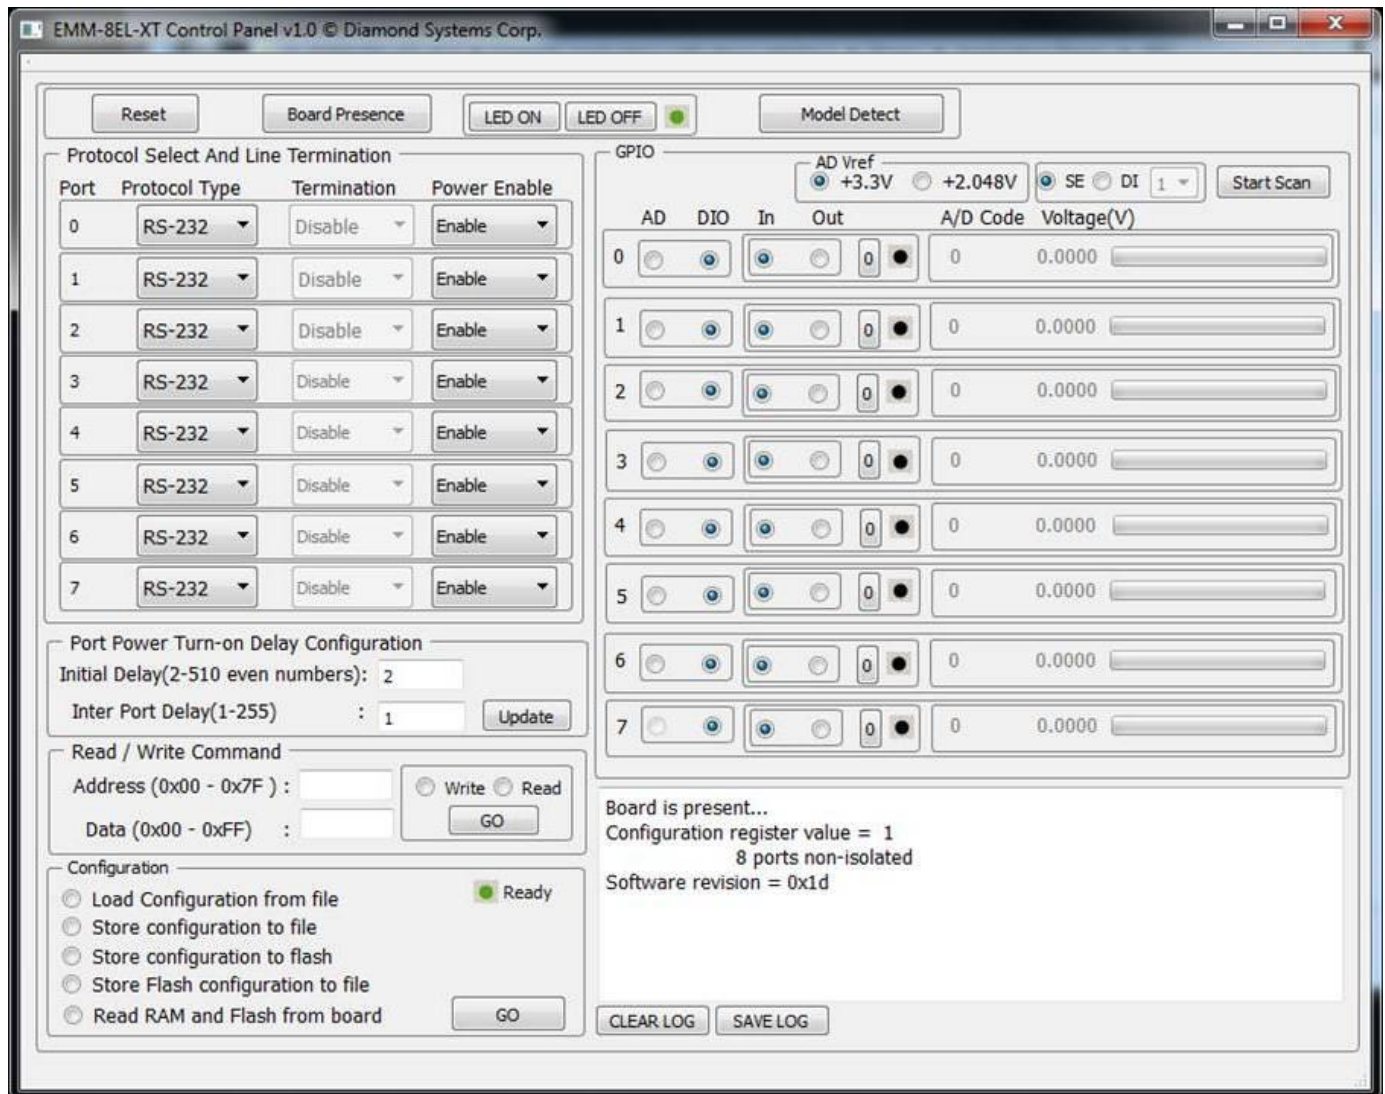 EMM-8EL-XT Control Panel v1.0 © Diamond Systems Corp.
Reset Board Presence LED ON LED OFF Model Detect
Protocol Select And Line Termination
Port Protocol Type Termination Power Enable
0 RS-232 Disable Enable
1 RS-232 Disable Enable
2 RS-232 Disable Enable
3 RS-232 Disable Enable
4 RS-232 Disable Enable
5 RS-232 Disable Enable
6 RS-232 Disable Enable
7 RS-232 Disable Enable
Port Power Turn-on Delay Configuration
Initial Delay(2-510 even numbers): 2
Inter Port Delay(1-255) : 1 Update
Read / Write Command
Address (0x00 - 0x7F ) : Write Read
Data (0x00 - 0xFF) : GO
Configuration
Load Configuration from file Ready
Store configuration to file
Store configuration to flash
Store Flash configuration to file
Read RAM and Flash from board GO
GPIO
AD Vref
+3.3V +2.048V SE DI 1 Start Scan
AD DIO In Out A/D Code Voltage(V)
0 0 0 0.0000
1 0 0 0.0000
2 0 0 0.0000
3 0 0 0.0000
4 0 0 0.0000
5 0 0 0.0000
6 0 0 0.0000
7 0 0 0.0000
Board is present...
Configuration register value = 1
8 ports non-isolated
Software revision = 0x1d
CLEAR LOG SAVE LOG